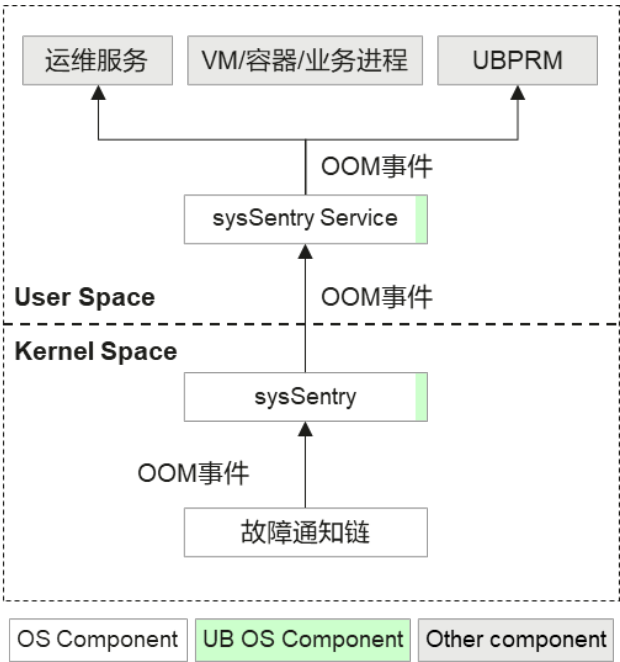 运维服务
VM/容器/业务进程
UBPRM
OOM事件
sysSentry Service
User Space
OOM事件
Kernel Space
sysSentry
OOM事件
故障通知链
OS Component
UB OS Component
Other component